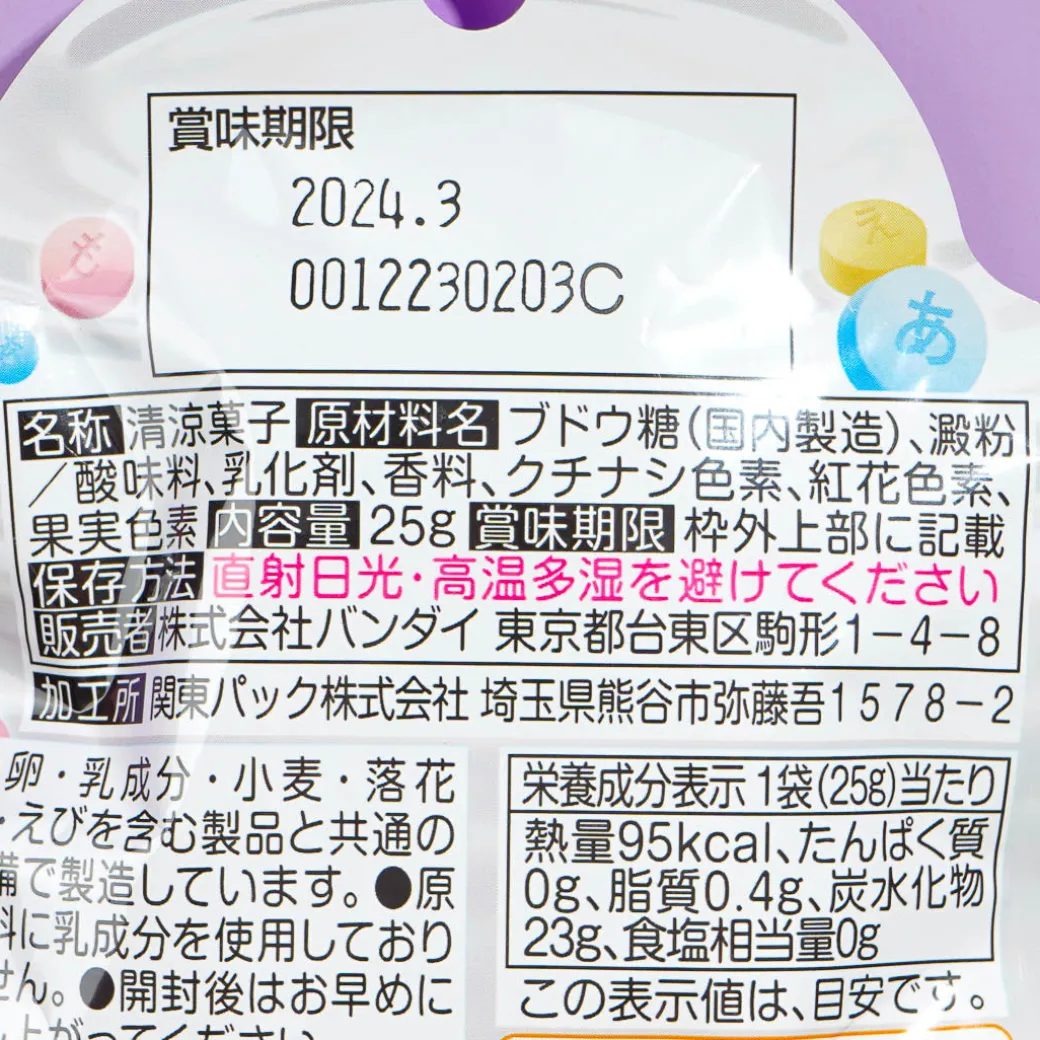 賞味期限
2024.3
0012230203C
き
え
あ
名称 清涼菓子 原材料名 ブドウ糖(国内製造)、澱粉
/酸味料、乳化剤、香料、クチナシ色素、紅花色素、
果実色素 内容量 25g 賞味期限 枠外上部に記載
保存方法 直射日光・高温多湿を避けてください
販売者 株式会社バンダイ 東京都台東区駒形1-4-8
加工所 関東パック株式会社 埼玉県熊谷市弥藤吾1578-2
卵・乳成分・小麦・落花
・えびを含む製品と共通の
備で製造しています。●原
料に乳成分を使用しており
せん。●開封後はお早めに
上がってください
栄養成分表示 1袋(25g)当たり
熱量95kcal、たんぱく質
0g、脂質0.4g、炭水化物
23g、食塩相当量0g
この表示値は、目安です。